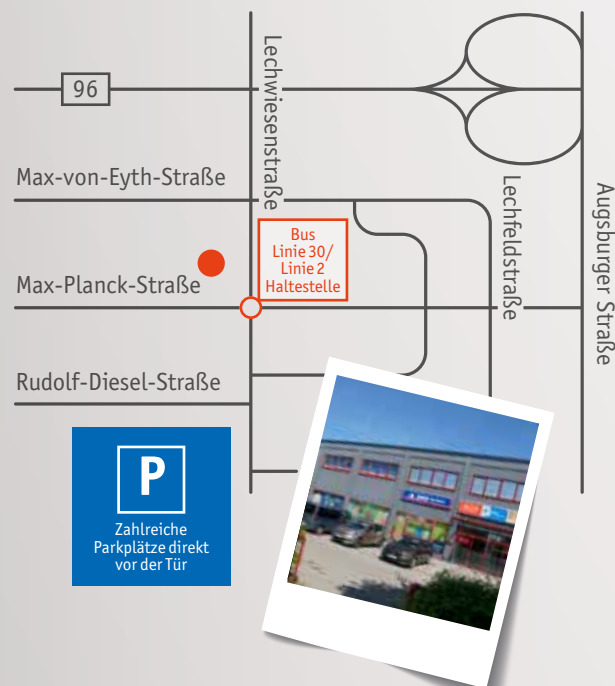 Lechwiesenstraße
96
Max-von-Eyth-Straße
Lechfeldstraße
Augsburger Straße
Bus
Linie 30/
Linie 2
Haltestelle
Max-Planck-Straße
Rudolf-Diesel-Straße
P
Zahlreiche
Parkplätze direkt
vor der Tür